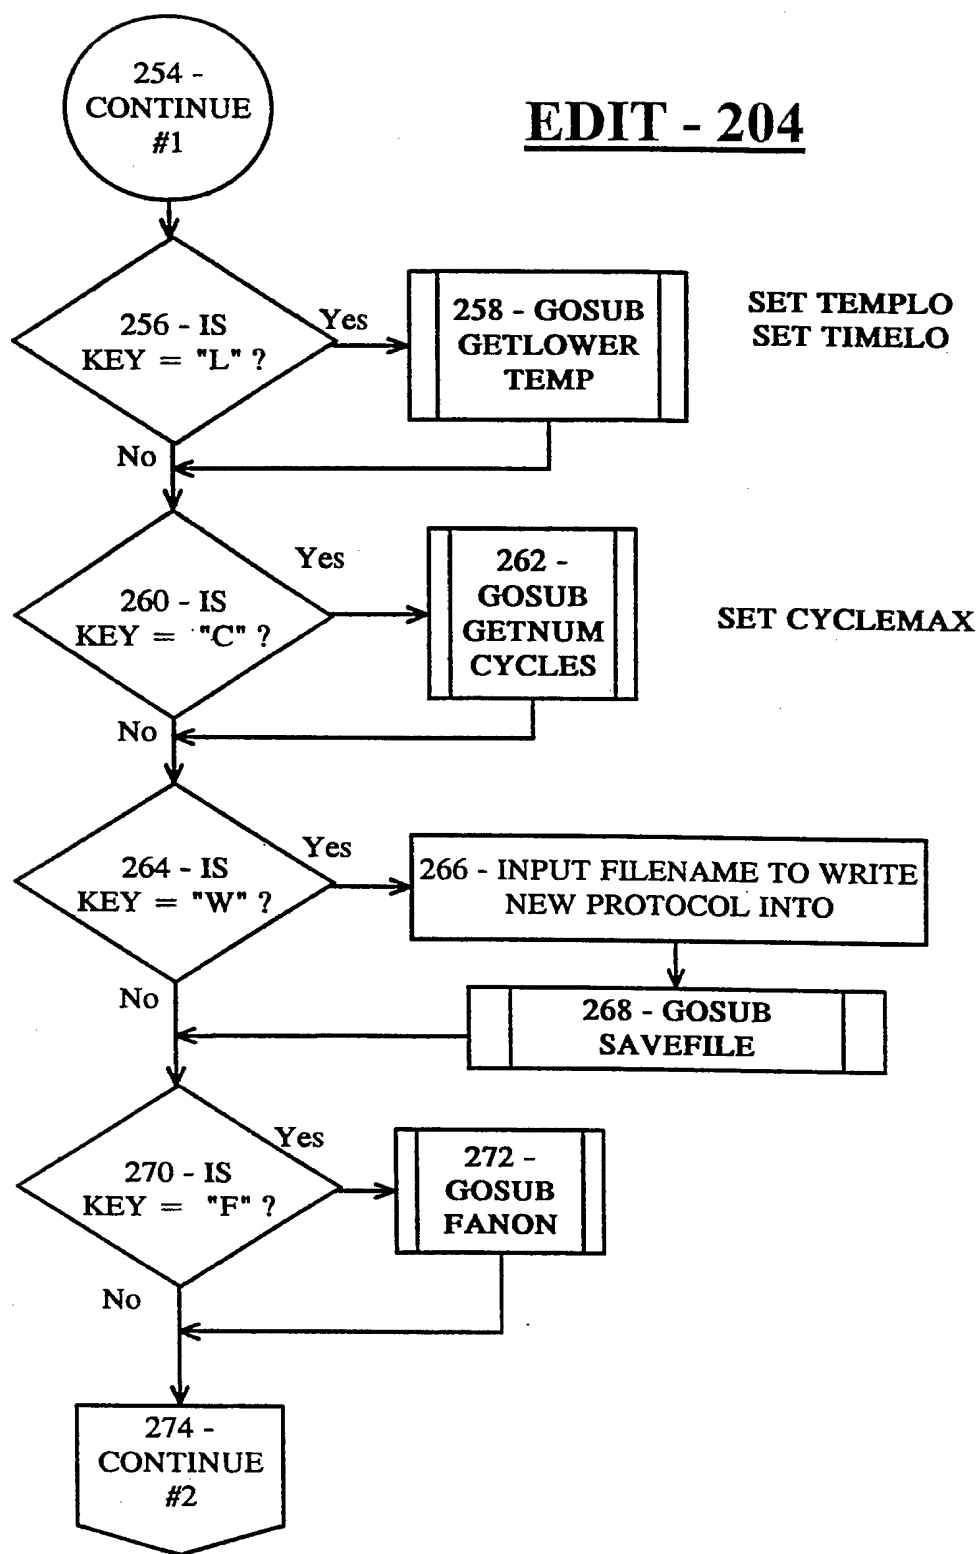 254 -
CONTINUE
#1
EDIT - 204
256 - IS
KEY = "L" ?
Yes
258 - GOSUB
GETLOWER
TEMP
SET TEMPLO
SET TIMELO
No
260 - IS
KEY = "C" ?
Yes
262 -
GOSUB
GETNUM
CYCLES
SET CYCLEMAX
No
264 - IS
KEY = "W" ?
Yes
266 - INPUT FILENAME TO WRITE
NEW PROTOCOL INTO
No
268 - GOSUB
SAVEFILE
270 - IS
KEY = "F" ?
Yes
272 -
GOSUB
FANON
No
274 -
CONTINUE
#2